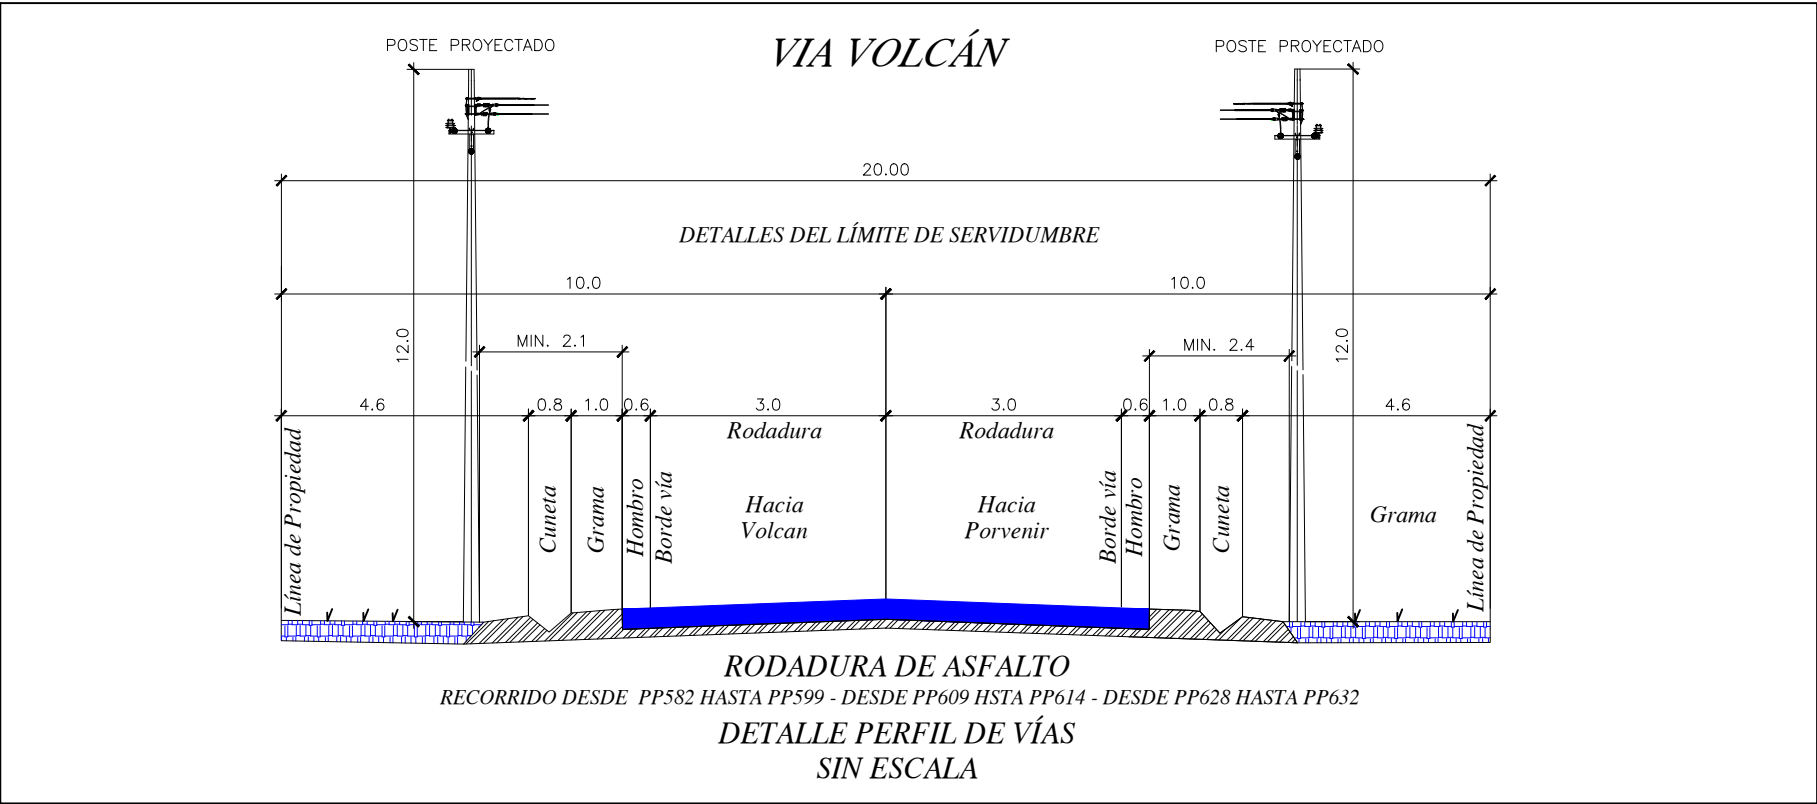 VIA VOLCÁN
POSTE PROYECTADO
POSTE PROYECTADO
20.00
DETALLES DEL LÍMITE DE SERVIDUMBRE
10.0
10.0
12.0
MIN. 2.1
MIN. 2.4
12.0
4.6
0.8
1.0
0.6
3.0
3.0
0.6
1.0
0.8
4.6
Línea de Propiedad
Cuneta
Grama
Hombro
Borde vía
Rodadura
Hacia
Volcan
Rodadura
Hacia
Porvenir
Borde vía
Hombro
Grama
Cuneta
Grama
Línea de Propiedad
RODADURA DE ASFALTO
RECORRIDO DESDE PP582 HASTA PP599 - DESDE PP609 HSTA PP614 - DESDE PP628 HASTA PP632
DETALLE PERFIL DE VÍAS
SIN ESCALA